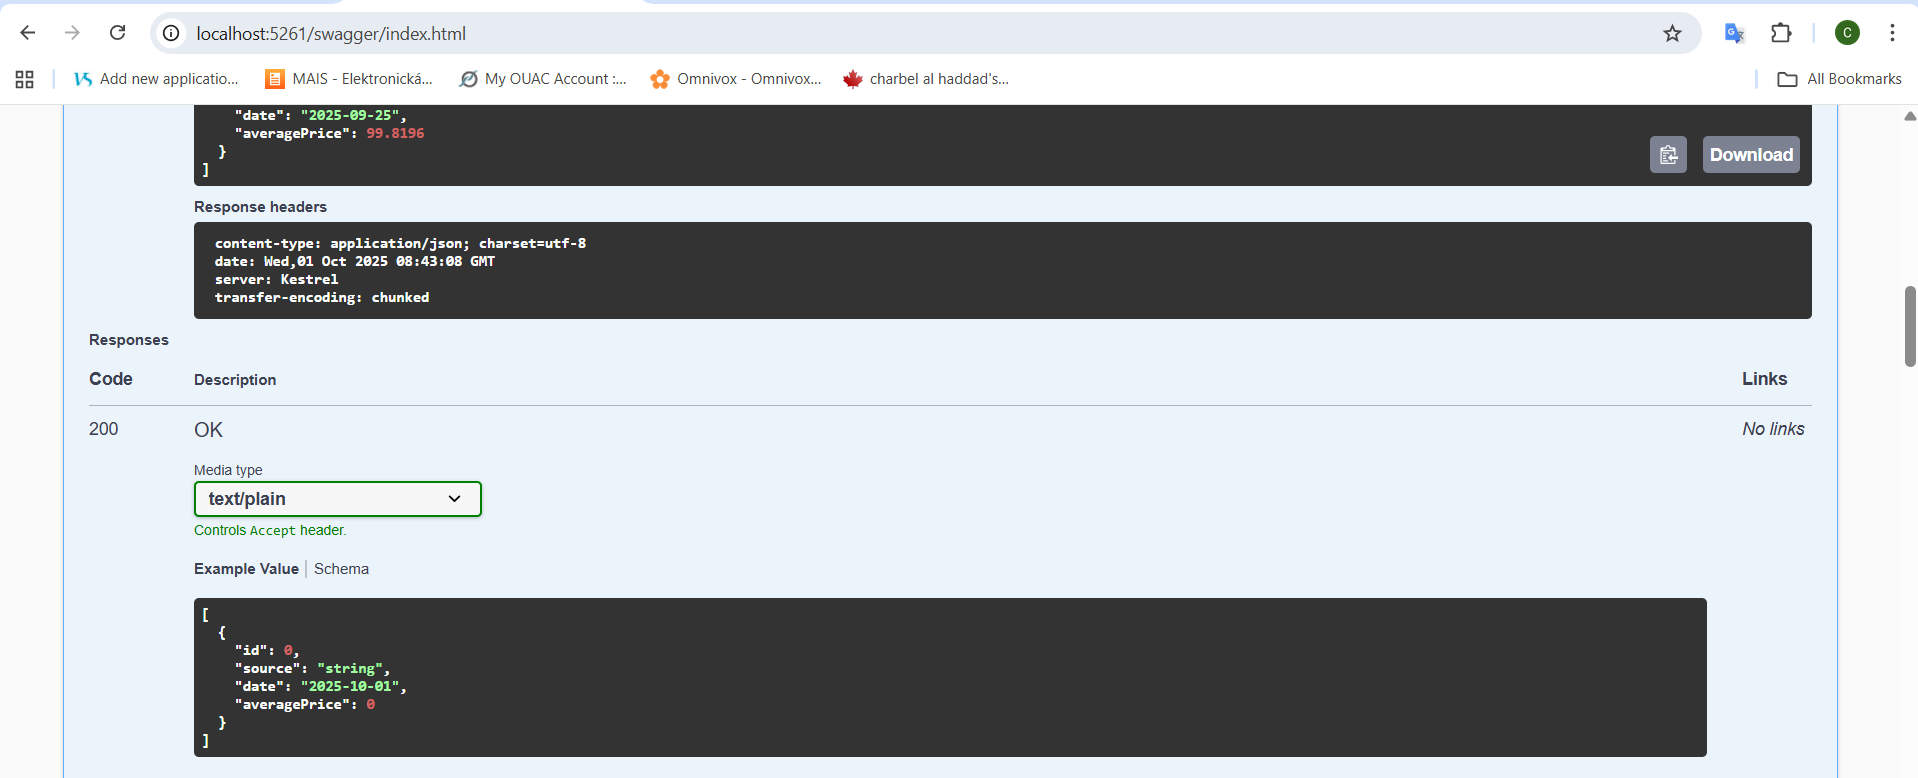 localhost:5261/swagger/index.html
C
Add new applicatio...
MAIS - Elektronická...
My OUAC Account :...
Omnivox - Omnivox...
charbel al haddad's...
All Bookmarks
"date": "2025-09-25",
"averagePrice": 99.8196
}
]
Download
Response headers
content-type: application/json; charset=utf-8
date: Wed,01 Oct 2025 08:43:08 GMT
server: Kestrel
transfer-encoding: chunked
Responses
Code Description Links
200 OK No links
Media type
text/plain
Controls Accept header.
Example Value Schema
[
{
"id": 0,
"source": "string",
"date": "2025-10-01",
"averagePrice": 0
}
]